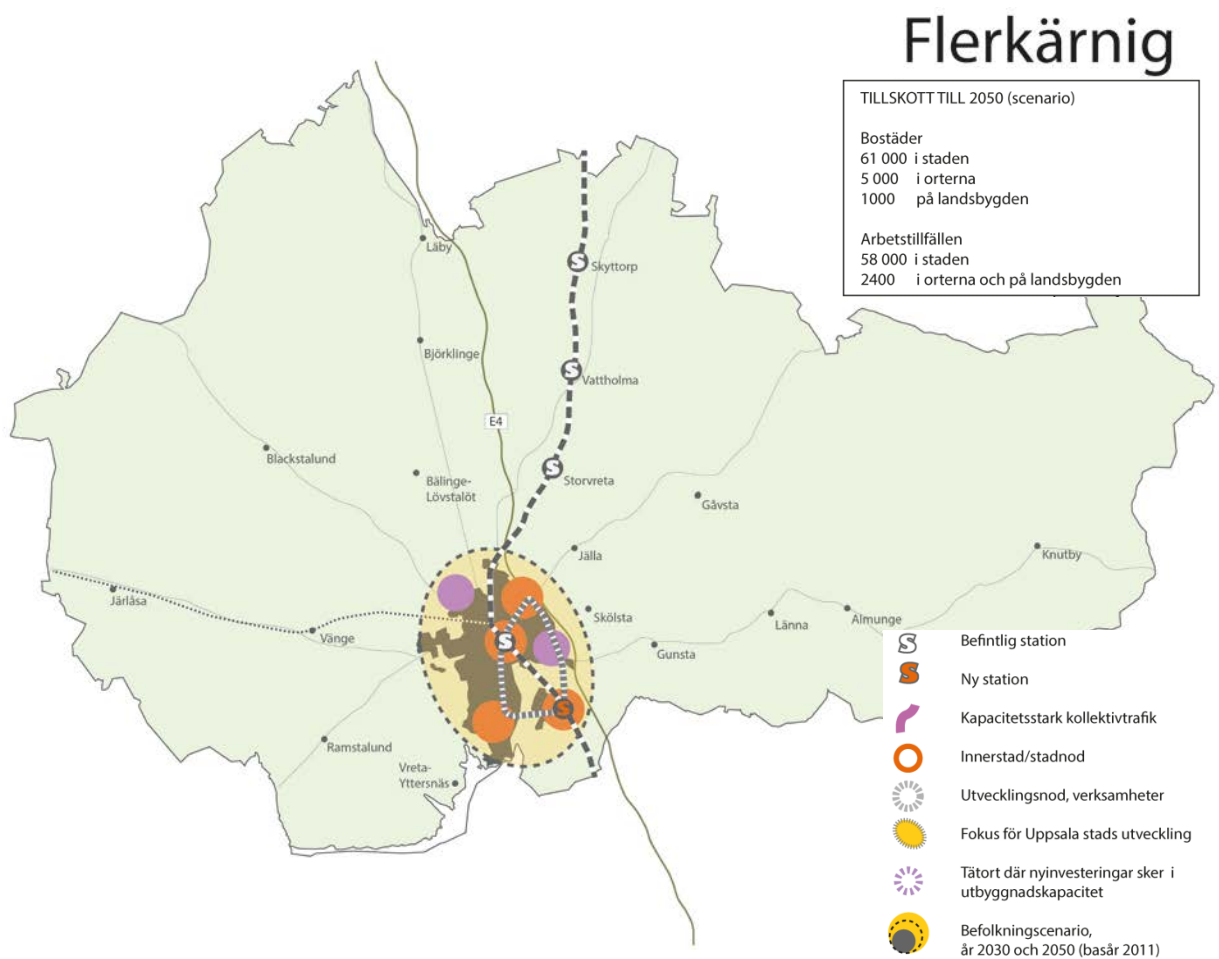 Flerkärnig
TILLSKOTT TILL 2050 (scenario)
Bostäder
61 000 i staden
5 000 i orterna
1000 på landsbygden
Arbetstillfällen
58 000 i staden
2400 i orterna och på landsbygden
Läby
S
Skyttorp
Björklinge
S
Vattholma
E4
Blackstalund
Bälinge-
Lövstalöt
S
Storvreta
Gåvsta
Jälla
Knutby
Järlåsa
Skölsta
Länna
Almunge
Vänge
S
Gunsta
S
Ramstalund
Vreta-
Yttersnäs
S Befintlig station
S Ny station
Kapacitetsstark kollektivtrafik
Innerstad/stadnod
Utvecklingsnod, verksamheter
Fokus för Uppsala stads utveckling
Tätort där nyinvesteringar sker i
utbyggnadskapacitet
Befolkningscenario,
år 2030 och 2050 (basår 2011)